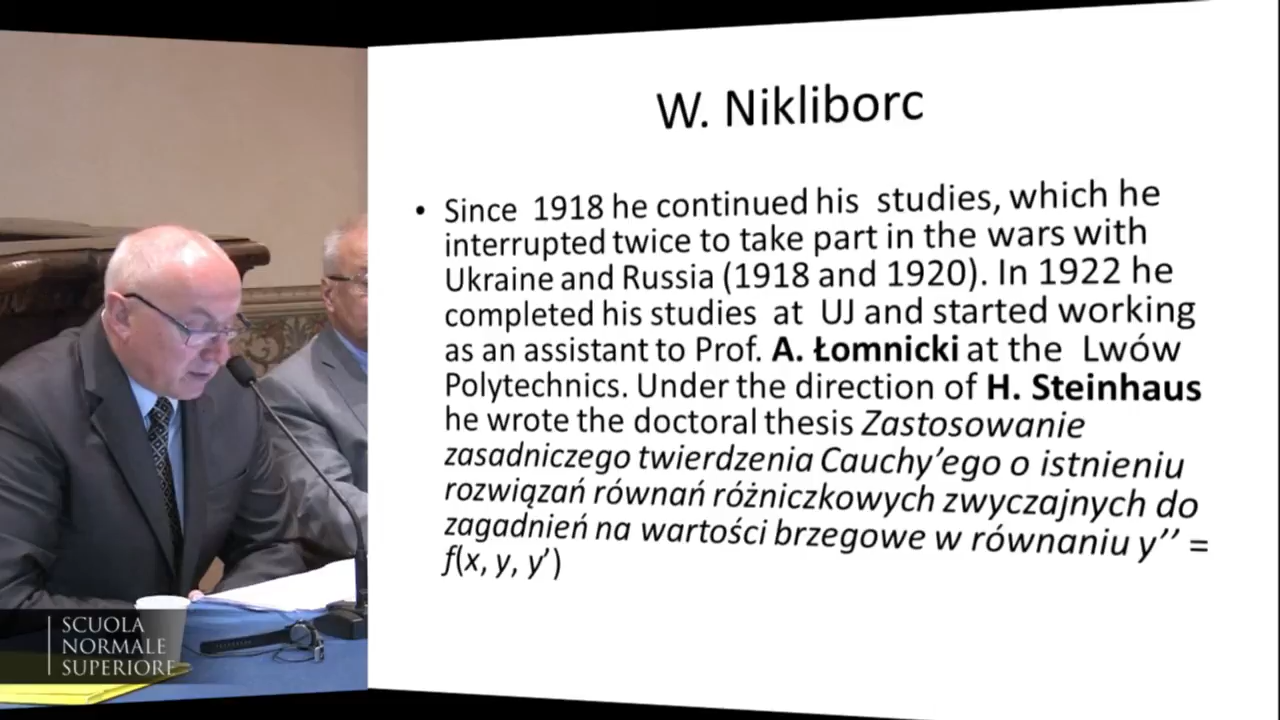 W. Nikliborc
• Since 1918 he continued his studies, which he
interrupted twice to take part in the wars with
Ukraine and Russia (1918 and 1920). In 1922 he
completed his studies at UJ and started working
as an assistant to Prof. A. Łomnicki at the Lwów
Polytechnics. Under the direction of H. Steinhaus
he wrote the doctoral thesis Zastosowanie
zasadniczego twierdzenia Cauchy’ego o istnieniu
rozwiązań równań różniczkowych zwyczajnych do
zagadnień na wartości brzegowe w równaniu y’’ =
f(x, y, y’)
SCUOLA
NORMALE
SUPERIORE